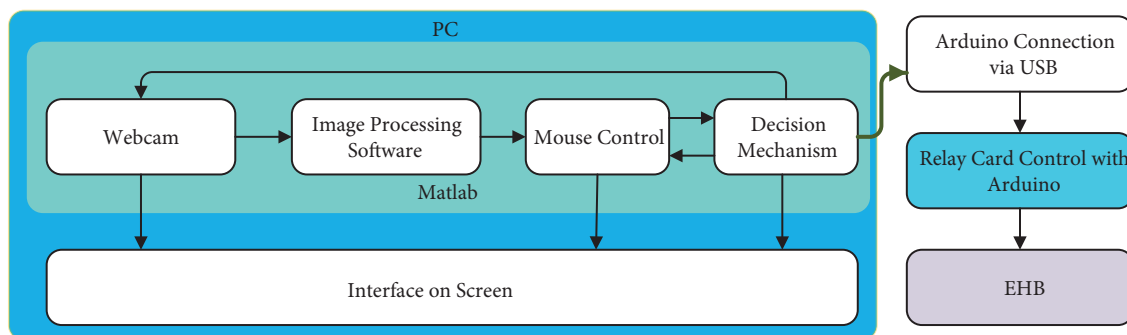 PC
Webcam
Image Processing
Software
Mouse Control
Decision
Mechanism
Matlab
Interface on Screen
Arduino Connection
via USB
Relay Card Control with
Arduino
EHB